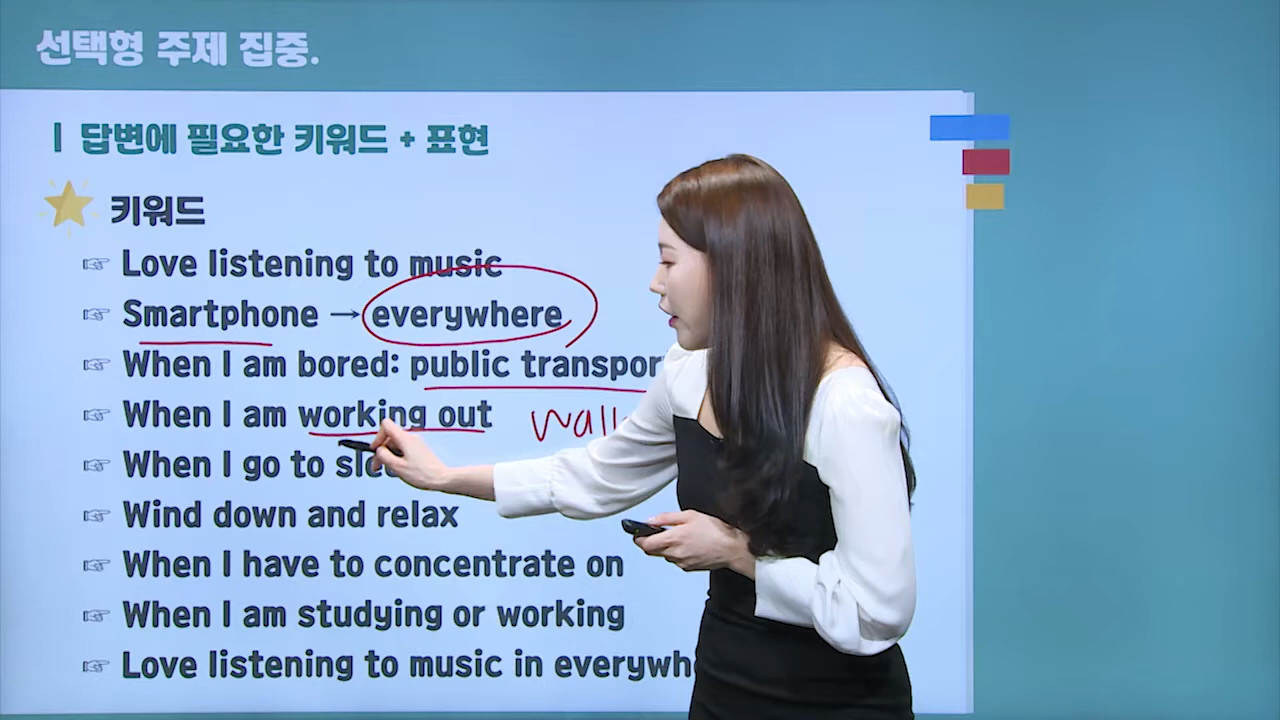 선택형 주제 집중.
| 답변에 필요한 키워드 + 표현
키워드
☞ Love listening to music
☞ Smartphone → everywhere
☞ When I am bored: public
☞ When I am working out
☞ When I go to
☞ Wind down and relax
☞ When I have to concentrate on
☞ When I am studying or working
☞ Love listening to music in